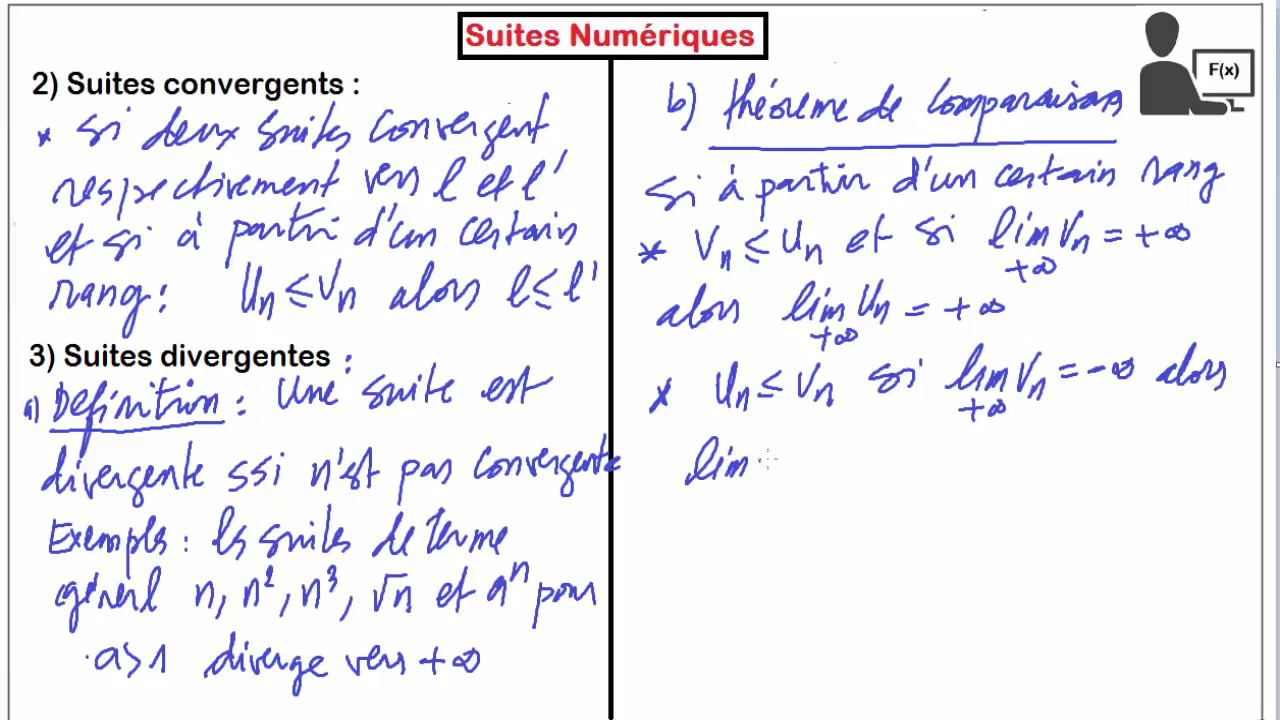 Suites Numériques
F(x)
2) Suites convergents :
* Si deux suites convergent
respectivement vers l et l'
et si à partir d'un certain
rang : Un ≤ Vn alors l ≤ l'
3) Suites divergentes :
a) Définition : Une suite est
divergente ssi n'est pas convergente
Exemples : les suites de terme
général n, n², n³, √n et aⁿ pour
a>1 diverge vers +∞
b) théorème de comparaison
Si à partir d'un certain rang
* Vn ≤ Un et si lim Vn = +∞
+∞
alors lim Un = +∞
+∞
* Un ≤ Vn si lim Vn = -∞ alors
+∞
lim